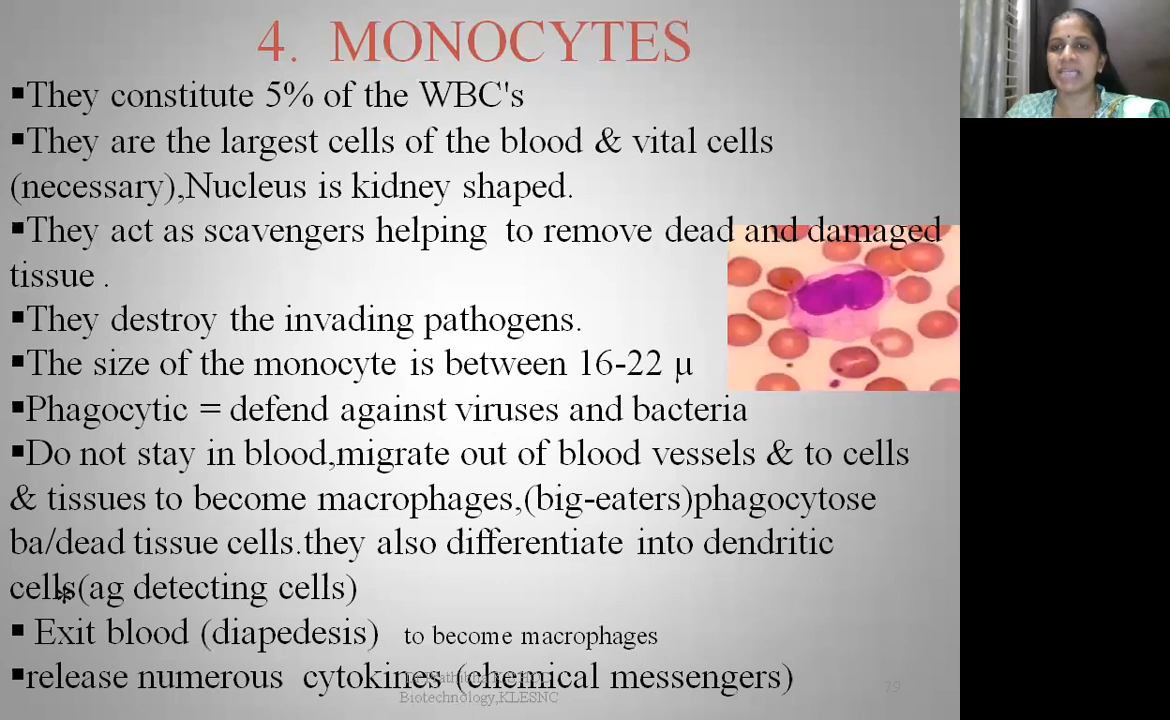 4. MONOCYTES
▪They constitute 5% of the WBC's
▪They are the largest cells of the blood & vital cells
(necessary),Nucleus is kidney shaped.
▪They act as scavengers helping to remove dead and damaged
tissue .
▪They destroy the invading pathogens.
▪The size of the monocyte is between 16-22 µ
▪Phagocytic = defend against viruses and bacteria
▪Do not stay in blood,migrate out of blood vessels & to cells
& tissues to become macrophages,(big-eaters)phagocytose
ba/dead tissue cells.they also differentiate into dendritic
cells(ag detecting cells)
▪ Exit blood (diapedesis) to become macrophages
▪release numerous cytokines (chemical messengers)
Biotechnology,KLESNC
79